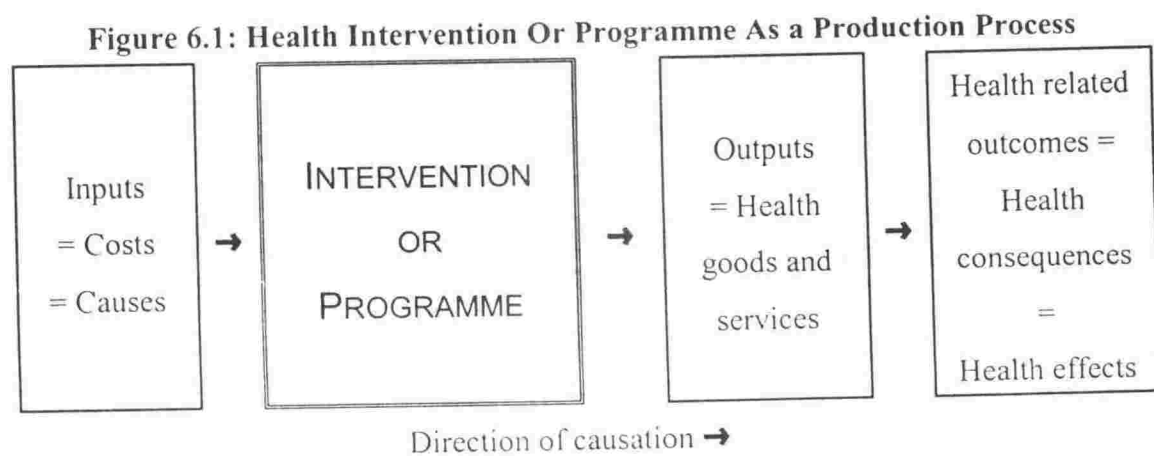 Figure 6.1: Health Intervention Or Programme As a Production Process
Inputs
= Costs
= Causes
→
INTERVENTION
OR
PROGRAMME
→
Outputs
= Health
goods and
services
→
Health related
outcomes =
Health
consequences
=
Health effects
Direction of causation →